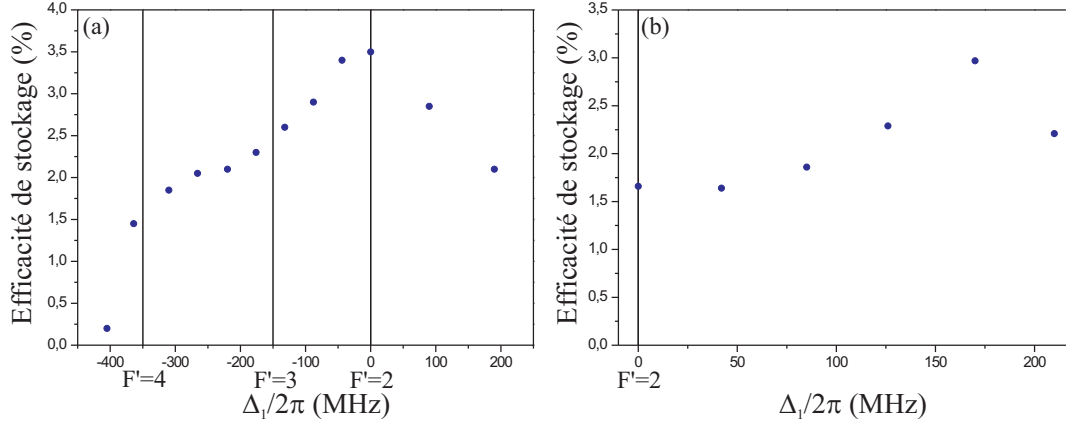 (a)
Efficacité de stockage (%)
4,0
3,5
3,0
2,5
2,0
1,5
1,0
0,5
0,0
-400 -300 -200 -100 0 100 200
F'=4 F'=3 F'=2
Δ₁/2π (MHz)
(b)
Efficacité de stockage (%)
3,5
3,0
2,5
2,0
1,5
1,0
0,5
0,0
0 50 100 150 200
F'=2
Δ₁/2π (MHz)